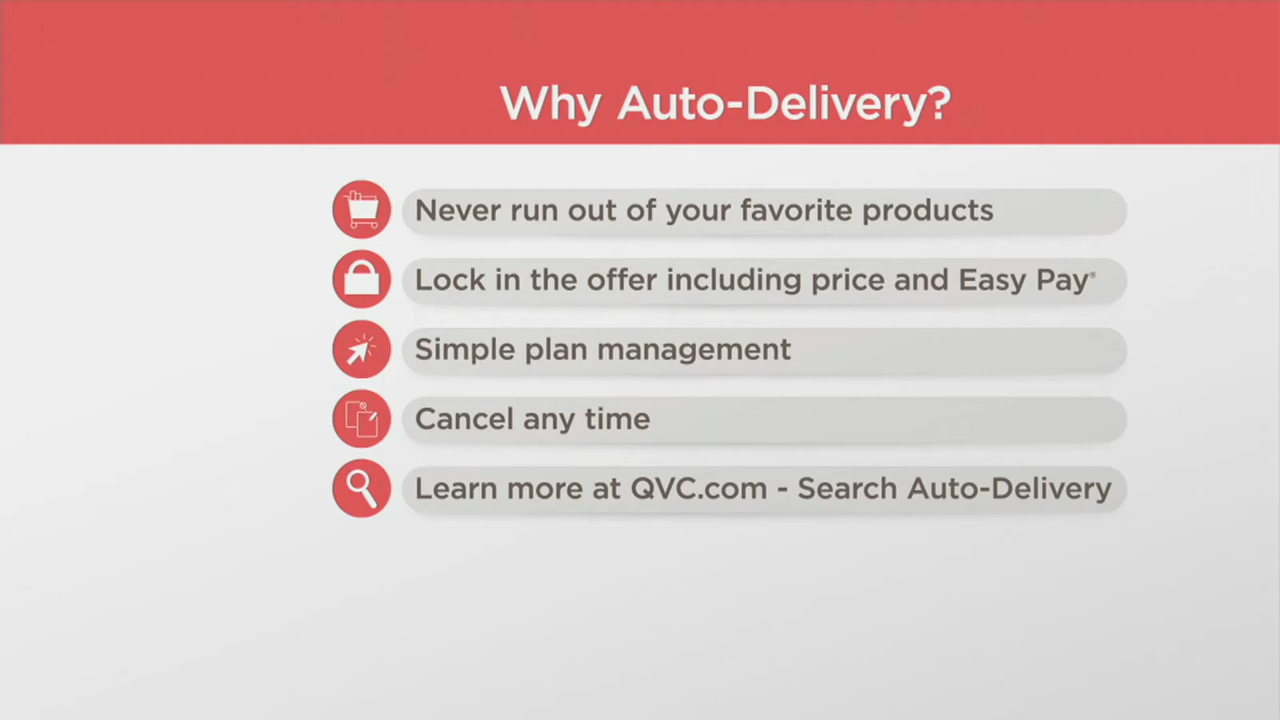 Why Auto-Delivery?
Never run out of your favorite products
Lock in the offer including price and Easy Pay®
Simple plan management
Cancel any time
Learn more at QVC.com - Search Auto-Delivery